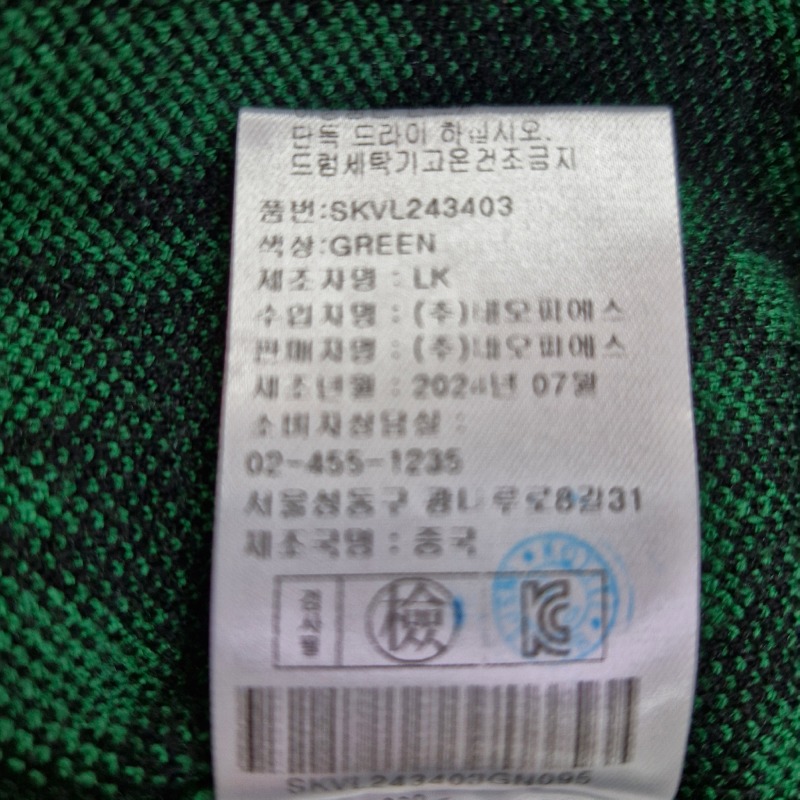 단독 드라이 하십시오.
드럼세탁기고온건조금지
품번:SKVL243403
색상:GREEN
제조자명 : LK
수입자명 : (주)네오피에스
판매자명 : (주)네오피에스
제조년월 : 2024년 07월
소비자상담실 :
02-455-1235
서울성동구 광나루로8길31
제조국명 : 중국
검사필
檢
KC
SKVL243403GN095